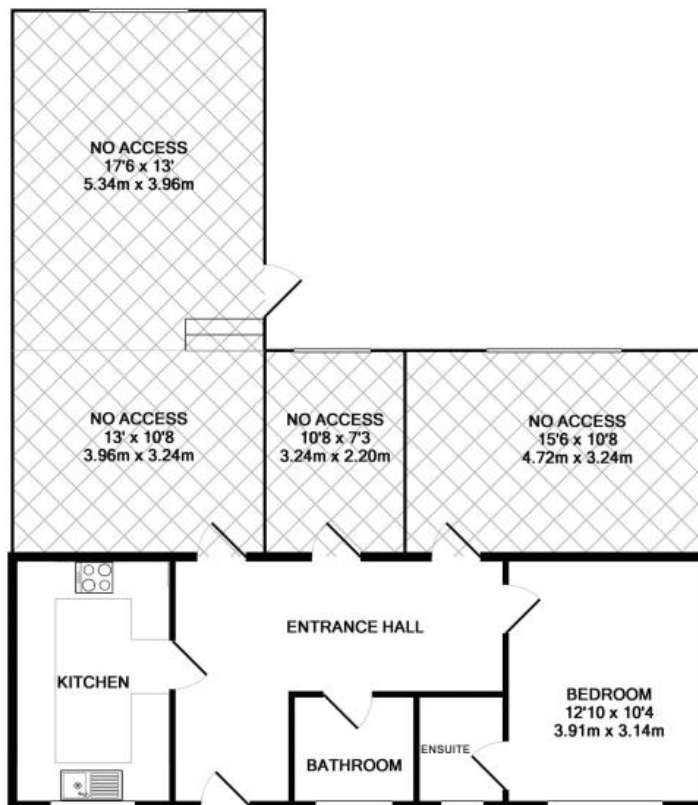 NO ACCESS
17'6 x 13'
5.34m x 3.96m
NO ACCESS
13' x 10'8
3.96m x 3.24m
NO ACCESS
10'8 x 7'3
3.24m x 2.20m
NO ACCESS
15'6 x 10'8
4.72m x 3.24m
ENTRANCE HALL
KITCHEN
BEDROOM
12'10 x 10'4
3.91m x 3.14m
ENSUITE
BATHROOM